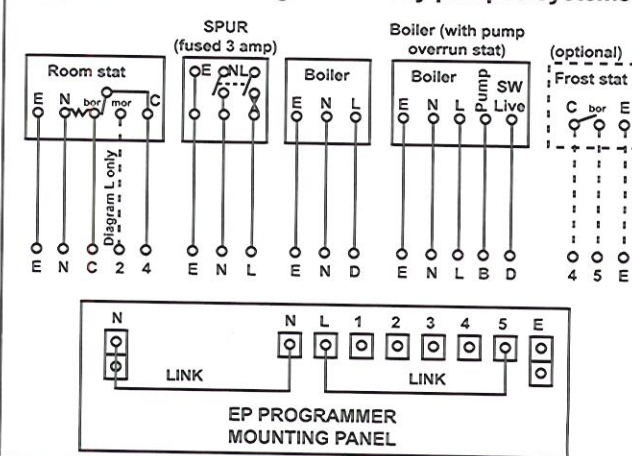 SPUR
(fused 3 amp)
Boiler (with pump
overrun stat)
(optional)
Room stat
E N bor mor C
E N L
Boiler
E N L
Boiler
E N L Pump SW
Live
Frost stat
C bor E
Diagram L only
E N C 2 4
E N L
E N D
E N L B D
4 5 E
N
N L 1 2 3 4 5 E
LINK
LINK
EP PROGRAMMER
MOUNTING PANEL